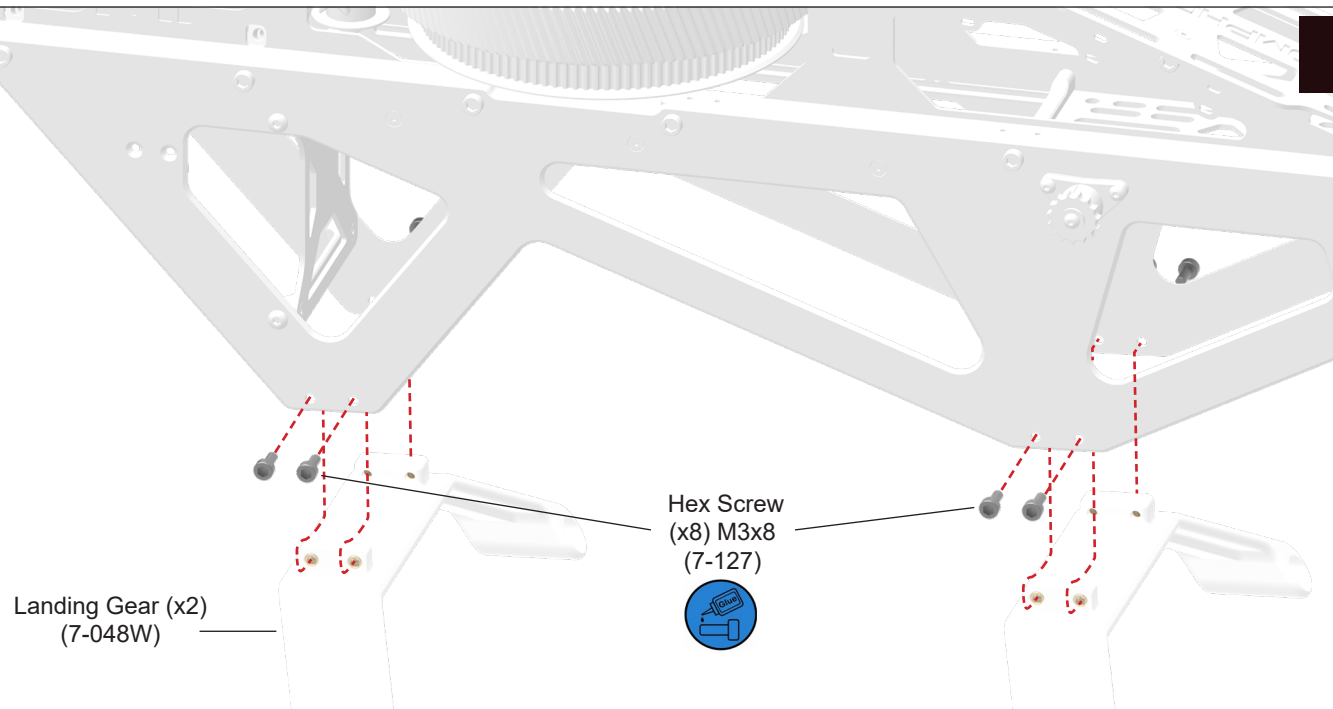 Hex Screw
(x8) M3x8
(7-127)
Glue
Landing Gear (x2)
(7-048W)